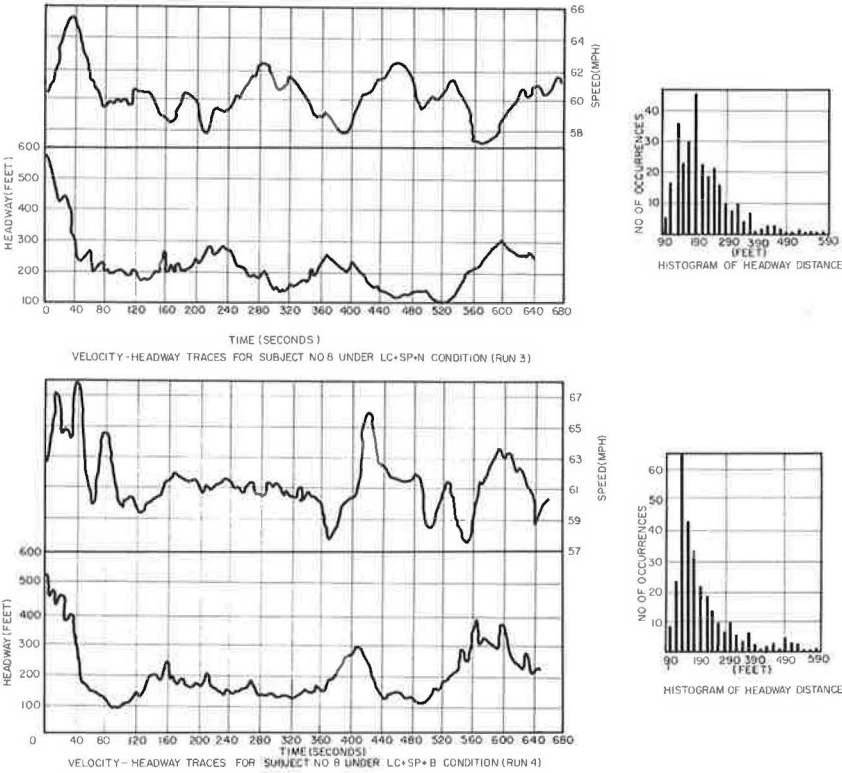 66
64
62
60
58
SPEED(MPH)
600
500
300
200
100
HEADWAY(FEET)
0 40 80 120 160 200 240 280 320 360 400 440 480 520 560 600 640 680
TIME (SECONDS)
VELOCITY-HEADWAY TRACES FOR SUBJECT NO 8 UNDER LC+SP+N CONDITION (RUN 3)
40
30
20
10
NO OF OCCURRENCES
90 190 290 390 490 590
(FEET)
HISTOGRAM OF HEADWAY DISTANCE
67
65
63
61
59
57
SPEED(MPH)
600
500
400
300
200
100
HEADWAY(FEET)
0 40 80 120 160 200 240 280 320 360 400 440 480 520 560 600 640 680
TIME(SECONDS)
VELOCITY-HEADWAY TRACES FOR SUBJECT NO 8 UNDER LC+SP+B CONDITION (RUN 4)
60
50
40
30
20
10
NO OF OCCURRENCES
90 190 290 390 490 590
(FEET)
HISTOGRAM OF HEADWAY DISTANCE